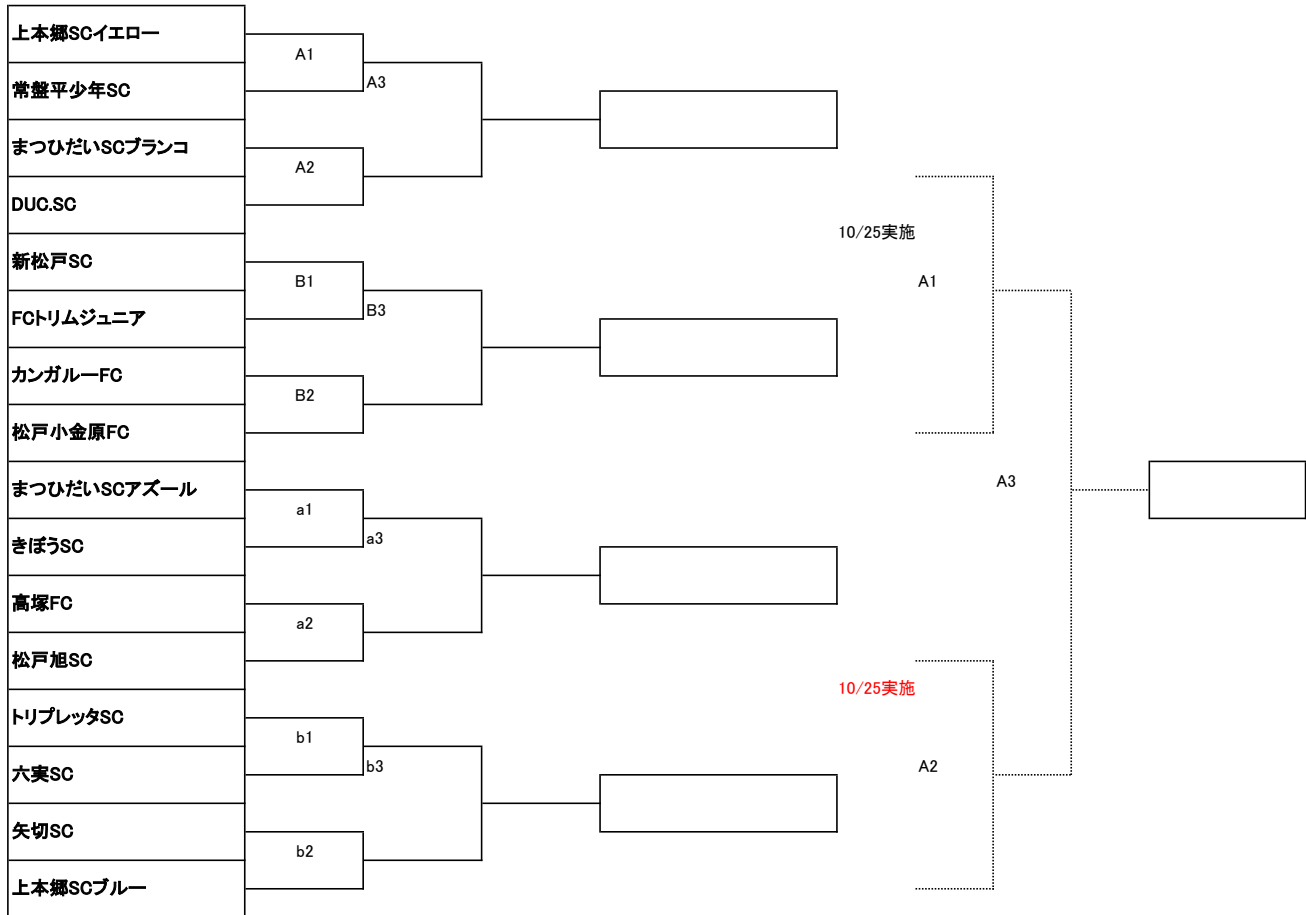 上本郷SCイエロー
A1
A3
常盤平少年SC
まつひだいSCブランコ
A2
DUC.SC
10/25実施
新松戸SC
B1
A1
B3
FCトリムジュニア
カンガルーFC
B2
松戸小金原FC
まつひだいSCアズール
A3
a1
a3
きぼうSC
高塚FC
a2
松戸旭SC
10/25実施
トリプレッタSC
b1
b3
A2
六実SC
矢切SC
b2
上本郷SCブルー